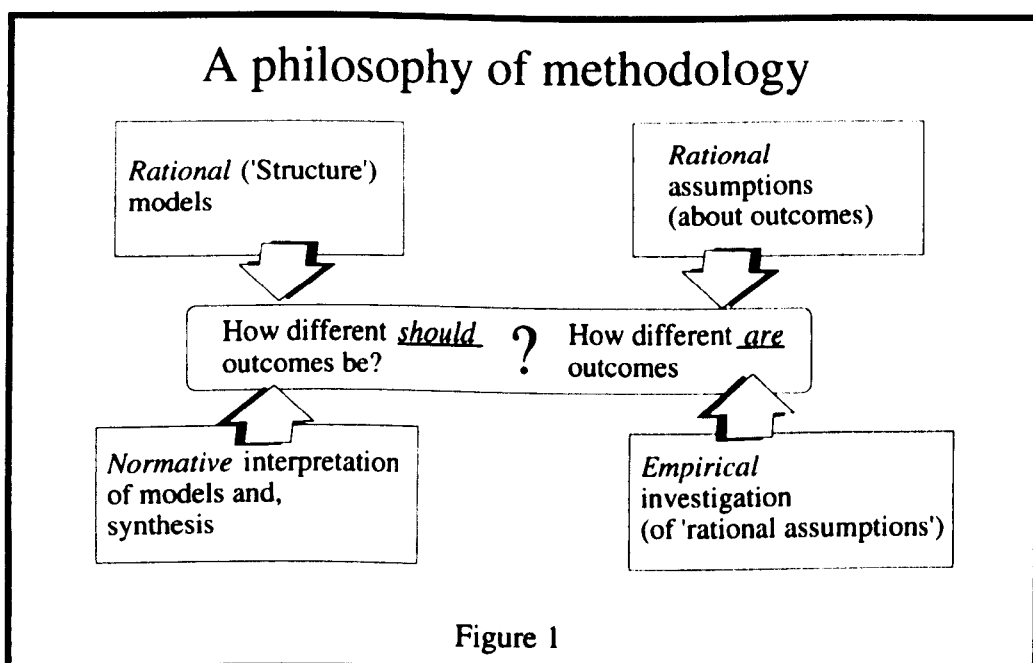 A philosophy of methodology
Rational ('Structure')
models
Rational
assumptions
(about outcomes)
How different should
outcomes be?
?
How different are
outcomes
Normative interpretation
of models and,
synthesis
Empirical
investigation
(of 'rational assumptions')
Figure 1